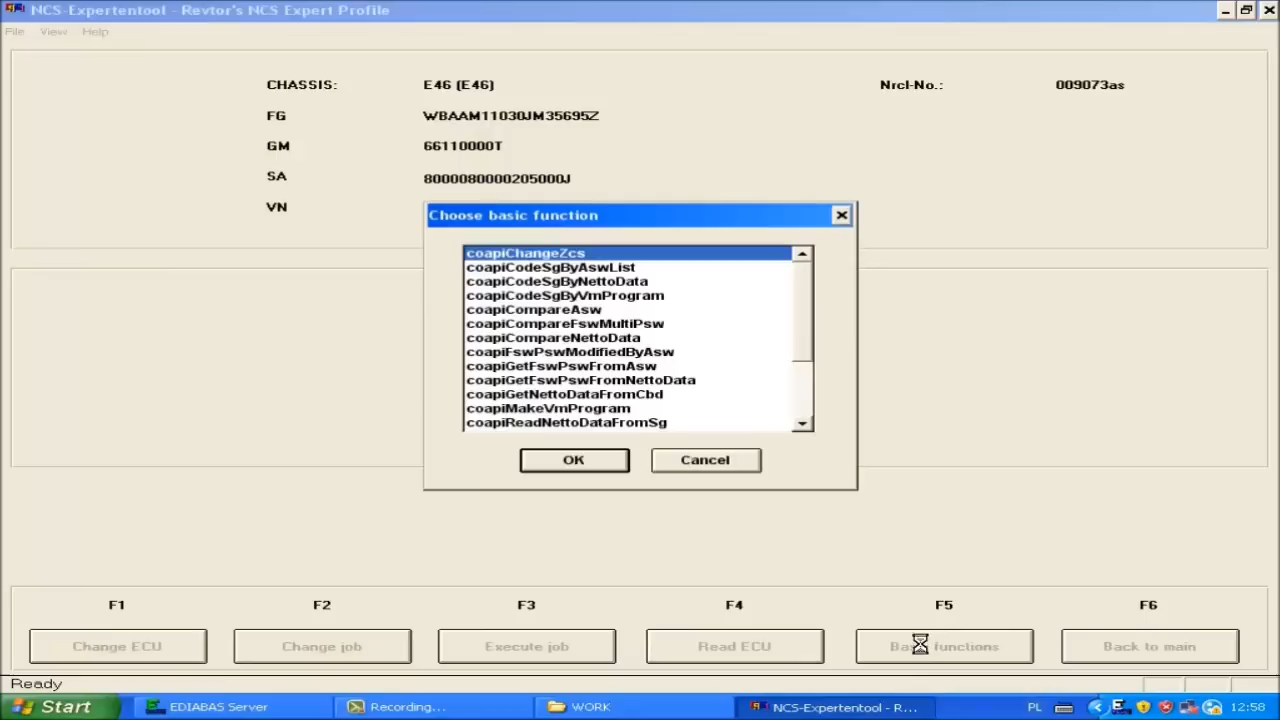 NCS-Expertentool - Revtor's NCS Expert Profile
File View Help
CHASSIS: E46 (E46) Nrcl-No.: 009073as
FG WBAAM11030JM35695Z
GM 66110000T
SA 8000080000205000J
VN
Choose basic function
coapiChangeZcs
coapiCodeSgByAswList
coapiCodeSgByNettoData
coapiCodeSgByVmProgram
coapiCompareAsw
coapiCompareFswMultiPsw
coapiCompareNettoData
coapiFswPswModifiedByAsw
coapiGetFswPswFromAsw
coapiGetFswPswFromNettoData
coapiGetNettoDataFromCbd
coapiMakeVmProgram
coapiReadNettoDataFromSg
OK Cancel
F1 F2 F3 F4 F5 F6
Change ECU Change job Execute job Read ECU functions Back to main
Ready
Start EDIABAS Server Recording... WORK NCS-Expertentool - R... PL 12:58